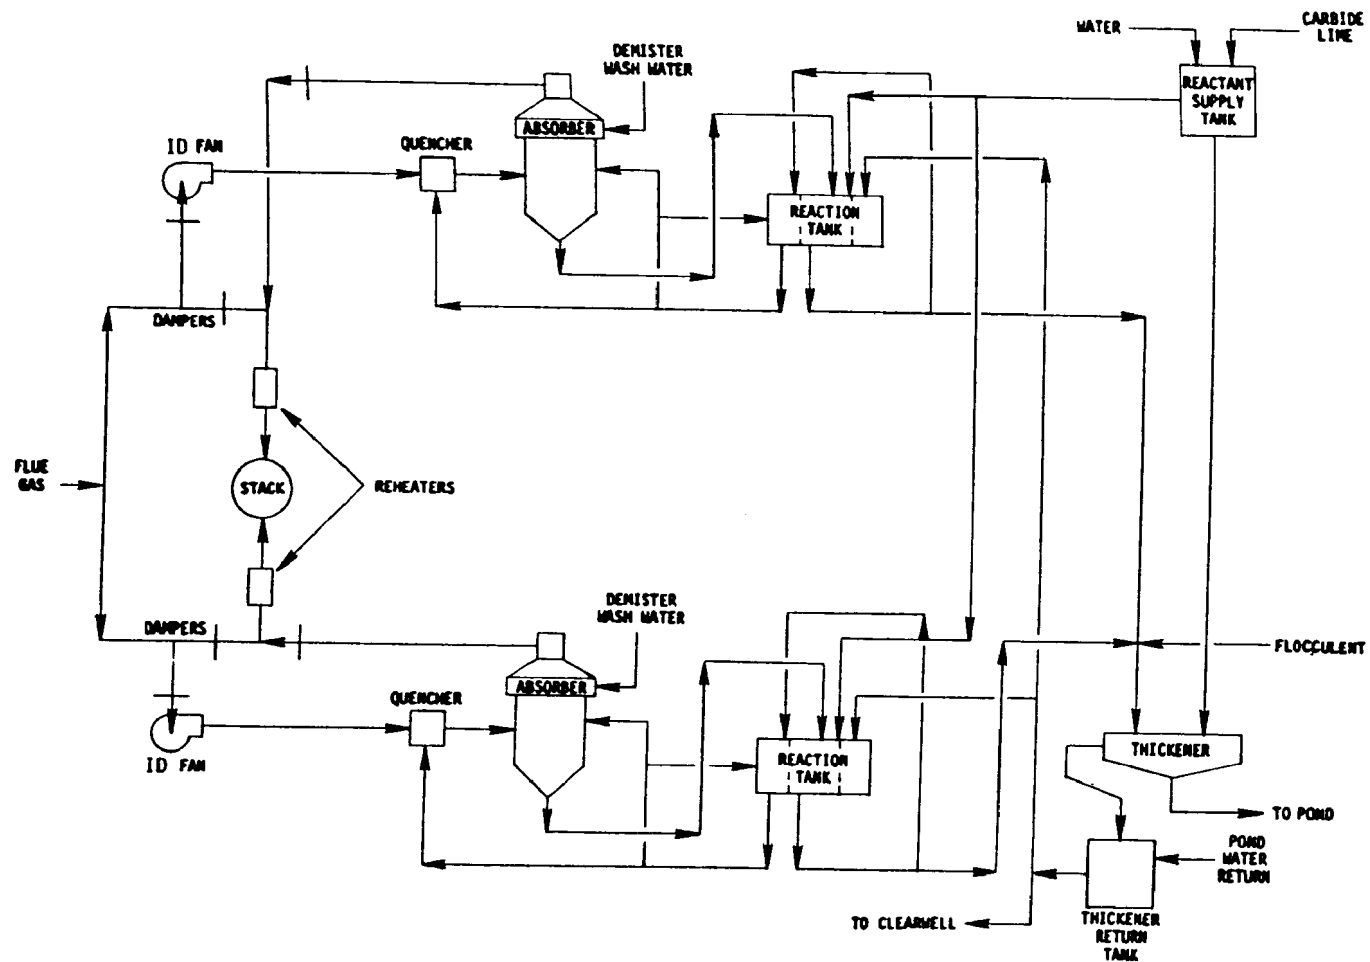 CARBIDE
LIME
WATER
DEMISTER
WASH WATER
REACTANT
SUPPLY
TANK
ABSORBER
ID FAN
QUENCHER
REACTION
TANK
DAMPERS
FLUE
GAS
STACK
REHEATERS
DEMISTER
WASH WATER
DAMPERS
FLOCCULENT
QUENCHER
ABSORBER
ID FAN
REACTION
TANK
THICKENER
TO POND
POND
WATER
RETURN
TO CLEARWELL
THICKENER
RETURN
TANK